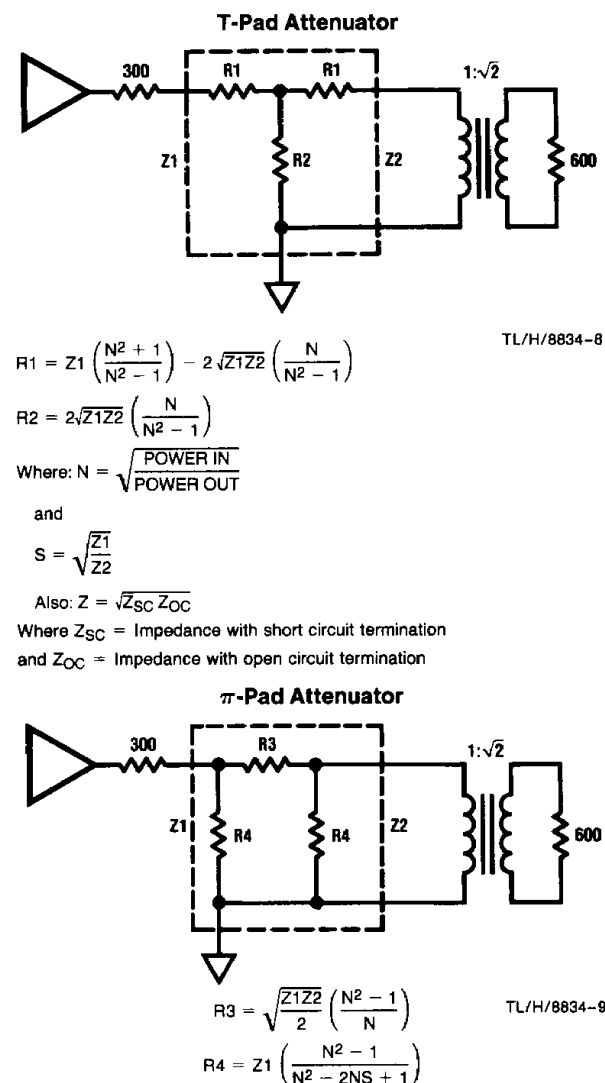 T-Pad Attenuator
300
R1
R1
1:√2
Z1
R2
Z2
600
TL/H/8834–8
R1 = Z1 ((N² + 1)/(N² − 1)) − 2 √(Z1Z2) (N/(N² − 1))
R2 = 2√(Z1Z2) (N/(N² − 1))
Where: N = √(POWER IN/POWER OUT)
and
S = √(Z1/Z2)
Also: Z = √(Z_SC Z_OC)
Where Z_SC = Impedance with short circuit termination
and Z_OC = Impedance with open circuit termination
π-Pad Attenuator
300
R3
1:√2
Z1
R4
R4
Z2
600
TL/H/8834–9
R3 = √(Z1Z2)/2 ((N² − 1)/N)
R4 = Z1 ((N² − 1)/(N² − 2NS + 1))